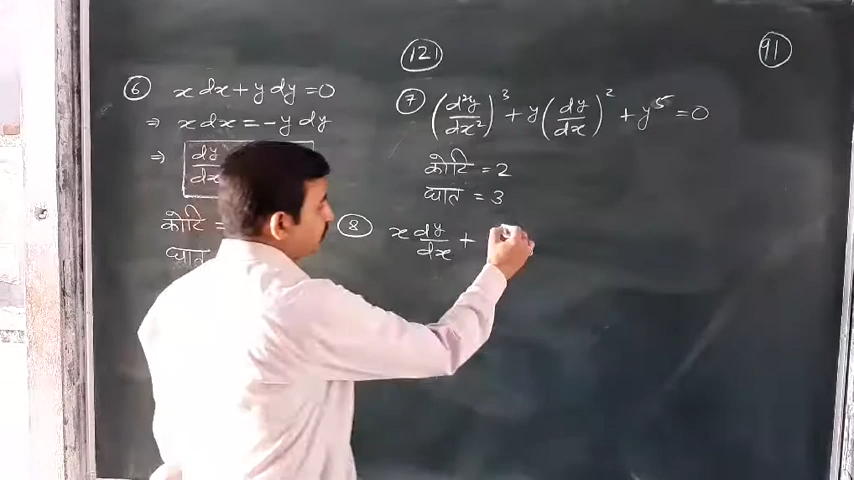 121
91
⑥ x dx + y dy = 0
⇒ x dx = -y dy
⇒ dy/dx
कोटि =
घात
⑦ (d²y/dx²)³ + y(dy/dx)² + y⁵ = 0
कोटि = 2
घात = 3
⑧ x dy/dx +